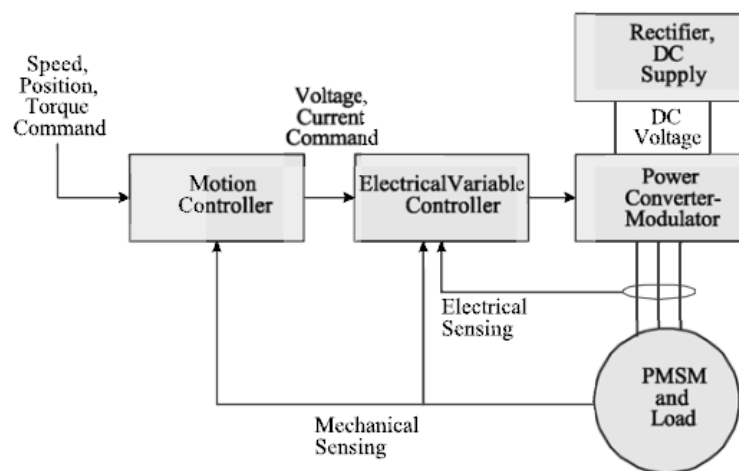 Rectifier,
DC
Supply
Speed,
Position,
Torque
Command
Voltage,
Current
Command
DC
Voltage
Motion
Controller
ElectricalVariable
Controller
Power
Converter-
Modulator
Electrical
Sensing
PMSM
and
Load
Mechanical
Sensing